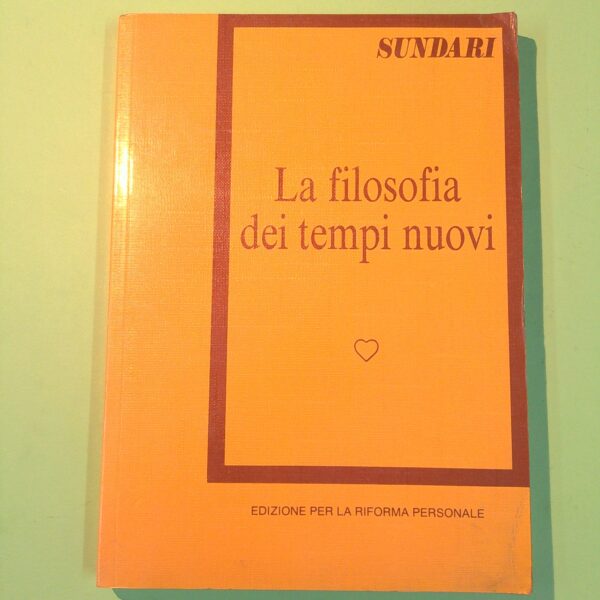 SUNDARI
La filosofia
dei tempi nuovi
EDIZIONE PER LA RIFORMA PERSONALE